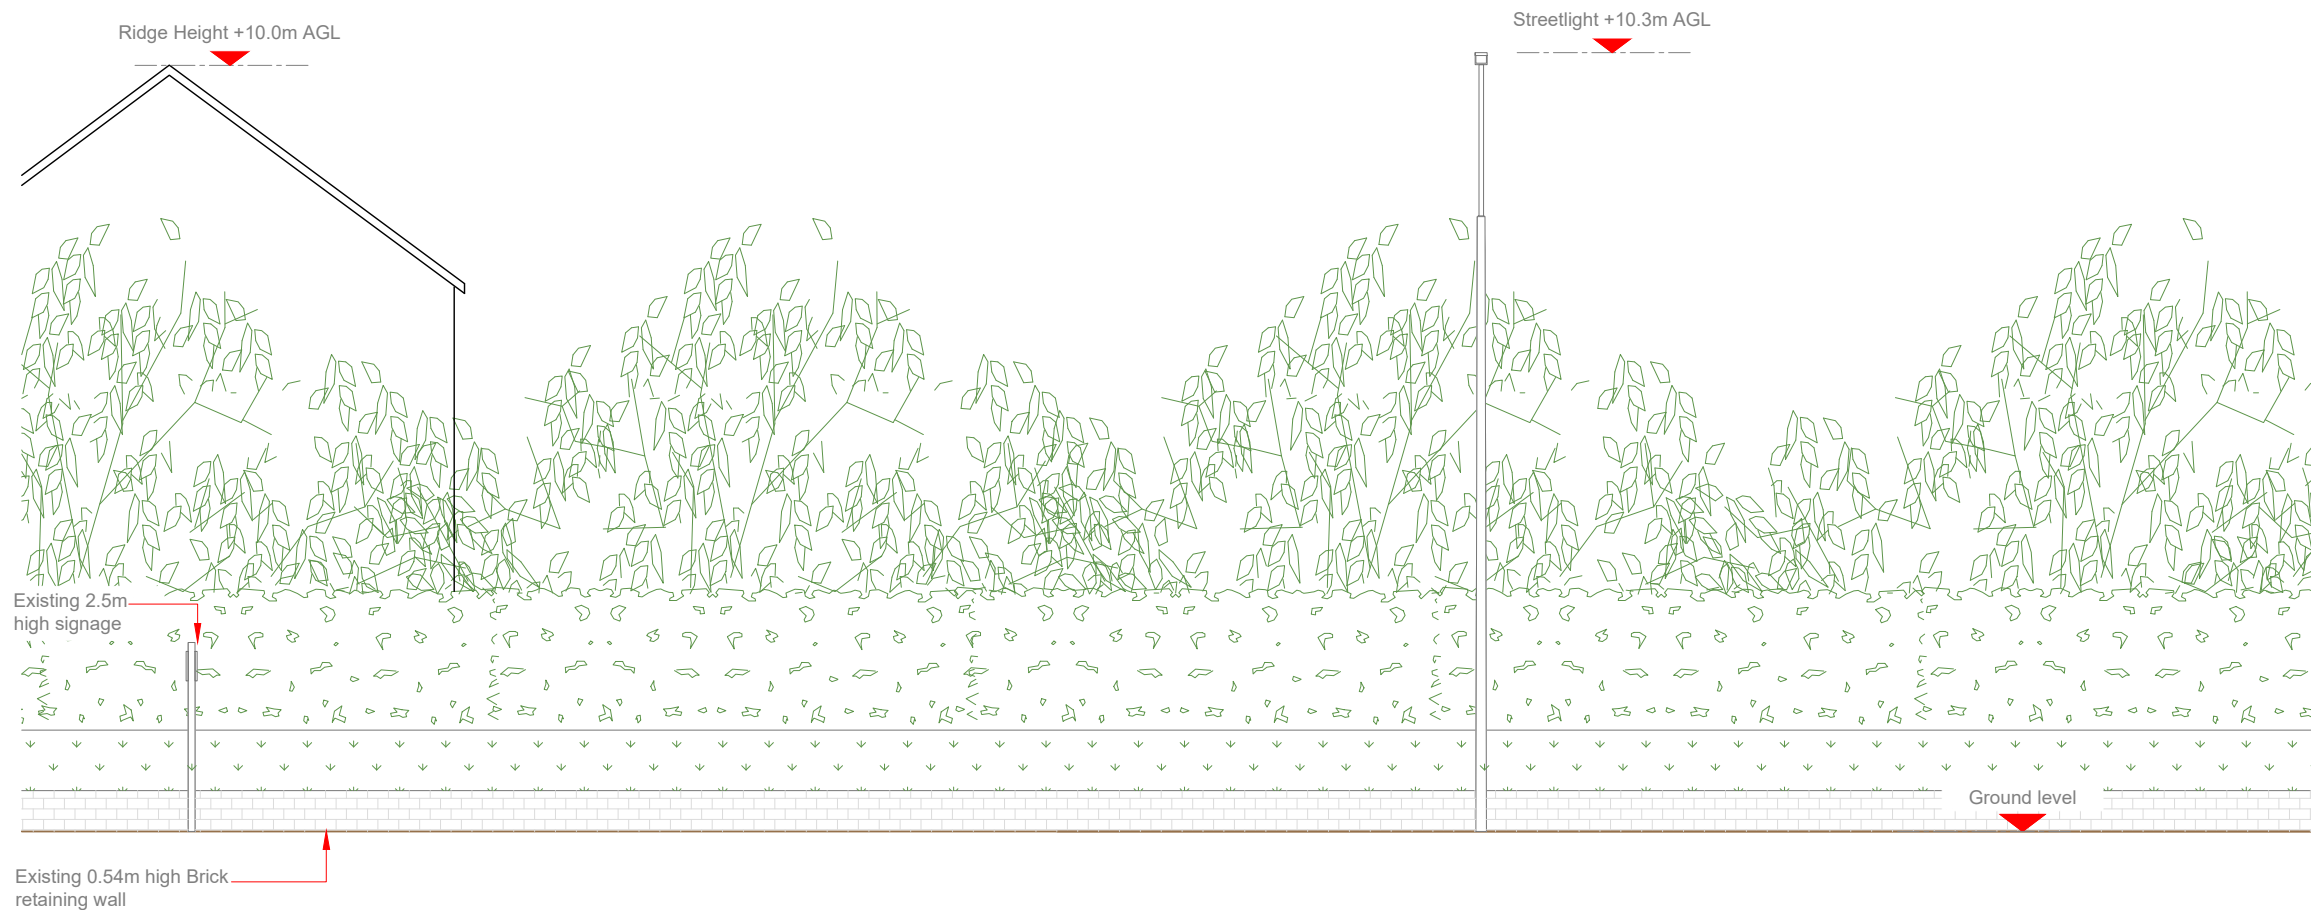 Ridge Height +10.0m AGL
Streetlight +10.3m AGL
Existing 2.5m
high signage
Ground level
Existing 0.54m high Brick
retaining wall